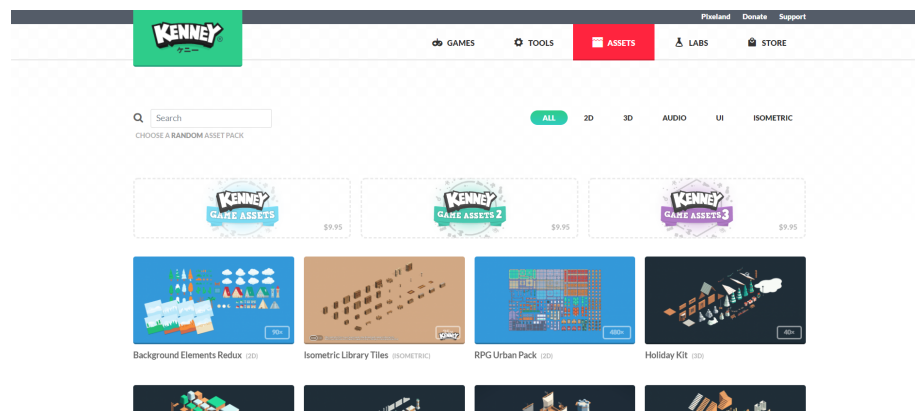 Pixeland Donate Support
KENNEY
ケニー
GAMES TOOLS ASSETS LABS STORE
Search
ALL 2D 3D AUDIO UI ISOMETRIC
CHOOSE A RANDOM ASSET PACK
KENNEY
GAME ASSETS
$9.95
KENNEY
GAME ASSETS 2
$9.95
KENNEY
GAME ASSETS 3
$9.95
90×
KENNEY
480×
40×
Background Elements Redux (2D)
Isometric Library Tiles (ISOMETRIC)
RPG Urban Pack (2D)
Holiday Kit (3D)